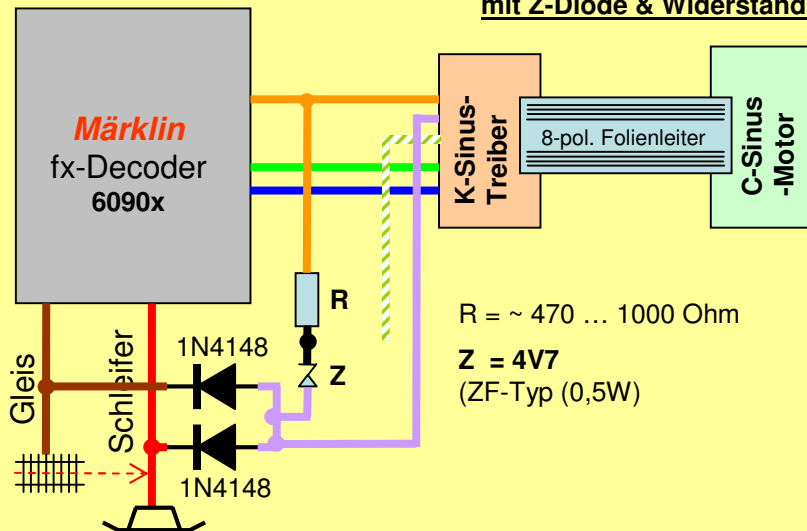 mit Z-Diode & Widerstand
Märklin
fx-Decoder
6090x
K-Sinus-
Treiber
8-pol. Folienleiter
C-Sinus
-Motor
R
Z
R = ~ 470 … 1000 Ohm
Z = 4V7
(ZF-Typ (0,5W)
Gleis
Schleifer
1N4148
1N4148